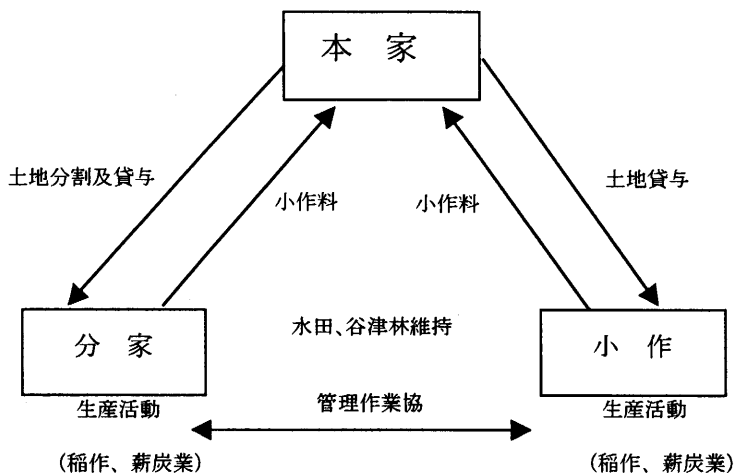 本 家
土地分割及貸与
土地貸与
小作料
小作料
水田、谷津林維持
分 家
小 作
管理作業協
生産活動
生産活動
(稲作、薪炭業)
(稲作、薪炭業)